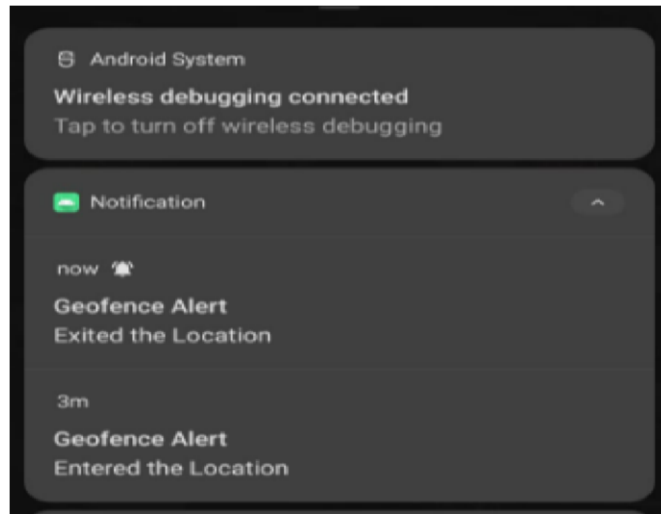 Android System
Wireless debugging connected
Tap to turn off wireless debugging
Notification
now
Geofence Alert
Exited the Location
3m
Geofence Alert
Entered the Location